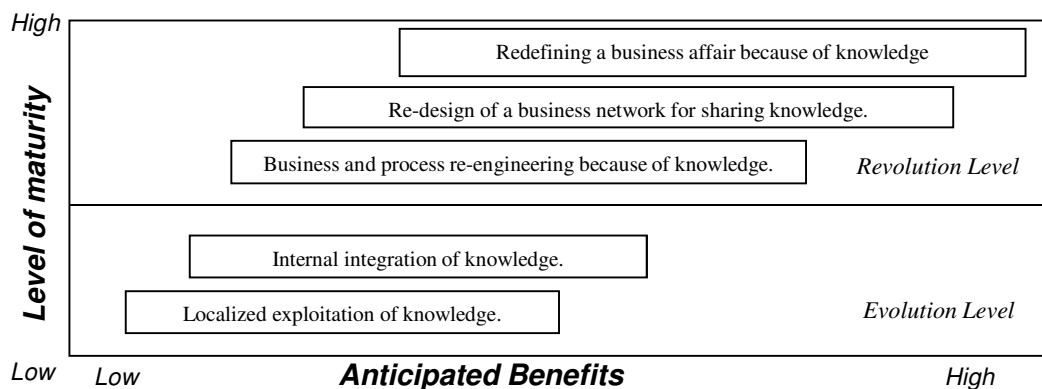 High
Redefining a business affair because of knowledge
Re-design of a business network for sharing knowledge.
Business and process re-engineering because of knowledge.
Revolution Level
Level of maturity
Internal integration of knowledge.
Localized exploitation of knowledge.
Evolution Level
Low
Low
Anticipated Benefits
High